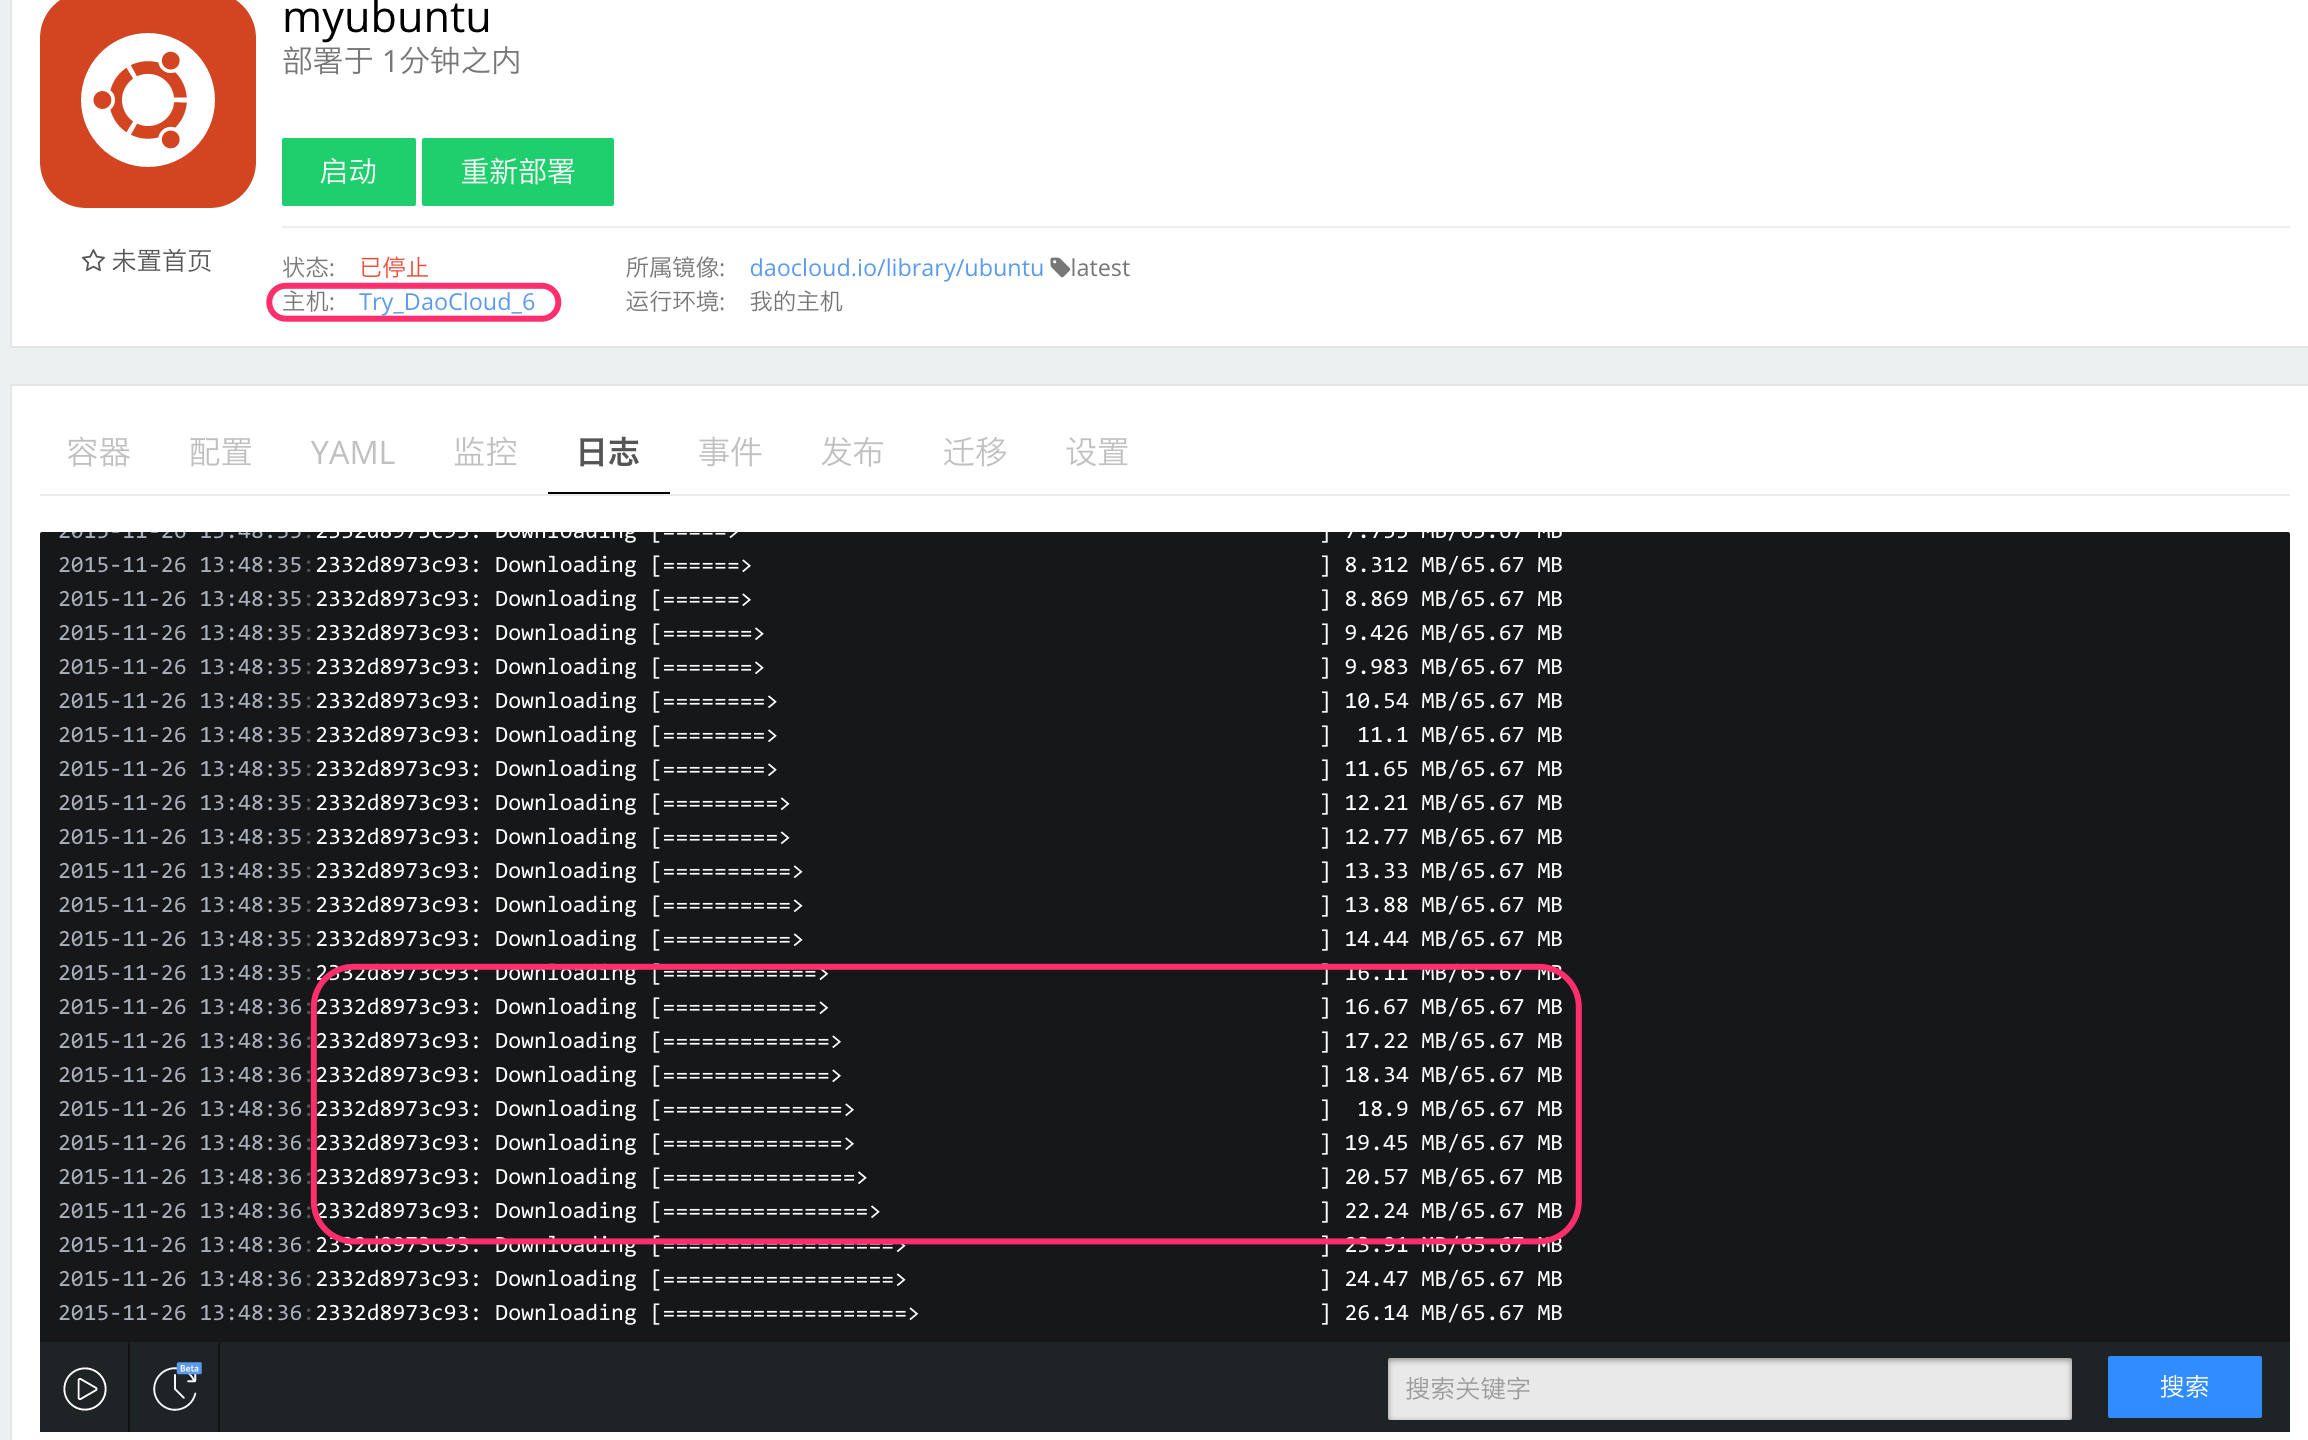 myubuntu
部署于 1分钟之内
启动 重新部署
未置首页
状态: 已停止 所属镜像: daocloud.io/library/ubuntu latest
主机: Try_DaoCloud_6 运行环境: 我的主机
容器 配置 YAML 监控 日志 事件 发布 迁移 设置
2015-11-26 13:48:35:2332d8973c93: Downloading [=====> ] 7.755 MB/65.67 MB
2015-11-26 13:48:35:2332d8973c93: Downloading [======> ] 8.312 MB/65.67 MB
2015-11-26 13:48:35:2332d8973c93: Downloading [======> ] 8.869 MB/65.67 MB
2015-11-26 13:48:35:2332d8973c93: Downloading [=======> ] 9.426 MB/65.67 MB
2015-11-26 13:48:35:2332d8973c93: Downloading [=======> ] 9.983 MB/65.67 MB
2015-11-26 13:48:35:2332d8973c93: Downloading [========> ] 10.54 MB/65.67 MB
2015-11-26 13:48:35:2332d8973c93: Downloading [========> ] 11.1 MB/65.67 MB
2015-11-26 13:48:35:2332d8973c93: Downloading [========> ] 11.65 MB/65.67 MB
2015-11-26 13:48:35:2332d8973c93: Downloading [=========> ] 12.21 MB/65.67 MB
2015-11-26 13:48:35:2332d8973c93: Downloading [=========> ] 12.77 MB/65.67 MB
2015-11-26 13:48:35:2332d8973c93: Downloading [==========> ] 13.33 MB/65.67 MB
2015-11-26 13:48:35:2332d8973c93: Downloading [==========> ] 13.88 MB/65.67 MB
2015-11-26 13:48:35:2332d8973c93: Downloading [==========> ] 14.44 MB/65.67 MB
2015-11-26 13:48:35:2332d8973c93: Downloading [============> ] 16.11 MB/65.67 MB
2015-11-26 13:48:36:2332d8973c93: Downloading [============> ] 16.67 MB/65.67 MB
2015-11-26 13:48:36:2332d8973c93: Downloading [=============> ] 17.22 MB/65.67 MB
2015-11-26 13:48:36:2332d8973c93: Downloading [=============> ] 18.34 MB/65.67 MB
2015-11-26 13:48:36:2332d8973c93: Downloading [==============> ] 18.9 MB/65.67 MB
2015-11-26 13:48:36:2332d8973c93: Downloading [==============> ] 19.45 MB/65.67 MB
2015-11-26 13:48:36:2332d8973c93: Downloading [===============> ] 20.57 MB/65.67 MB
2015-11-26 13:48:36:2332d8973c93: Downloading [================> ] 22.24 MB/65.67 MB
2015-11-26 13:48:36:2332d8973c93: Downloading [==================> ] 23.91 MB/65.67 MB
2015-11-26 13:48:36:2332d8973c93: Downloading [==================> ] 24.47 MB/65.67 MB
2015-11-26 13:48:36:2332d8973c93: Downloading [===================> ] 26.14 MB/65.67 MB
Beta
搜索关键字 搜索